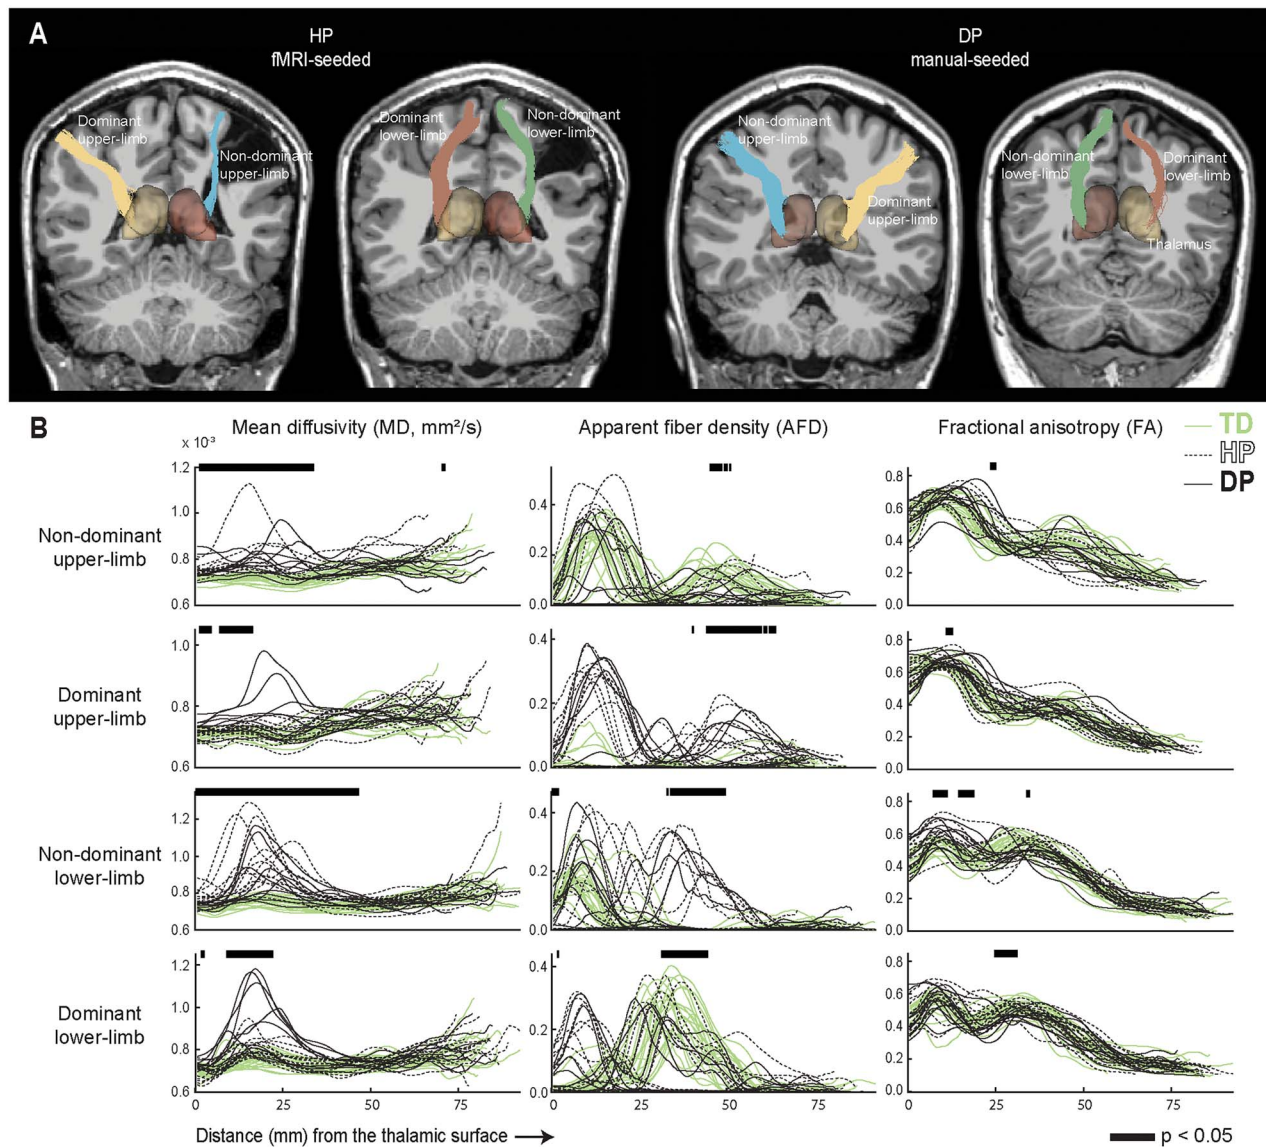 A
HP
fMRI-seeded
DP
manual-seeded
Dominant
upper-limb
Non-dominant
upper-limb
Dominant
lower-limb
Non-dominant
lower-limb
Non-dominant
upper-limb
Dominant
upper-limb
Non-dominant
lower-limb
Dominant
lower-limb
Thalamus
B
Mean diffusivity (MD, mm²/s)
Apparent fiber density (AFD)
Fractional anisotropy (FA)
TD
HP
DP
x 10⁻³
Non-dominant
upper-limb
1.2
1.0
0.8
0.6
0.4
0.2
0.0
0.8
0.6
0.4
0.2
0.0
Dominant
upper-limb
1.0
0.8
0.6
0.4
0.2
0.0
0.8
0.6
0.4
0.2
0.0
Non-dominant
lower-limb
1.2
1.0
0.8
0.6
0.4
0.2
0.0
0.8
0.6
0.4
0.2
0.0
Dominant
lower-limb
1.2
1.0
0.8
0.6
0.4
0.2
0.0
0.8
0.6
0.4
0.2
0.0
0 25 50 75
0 25 50 75
0 25 50 75
Distance (mm) from the thalamic surface
p < 0.05